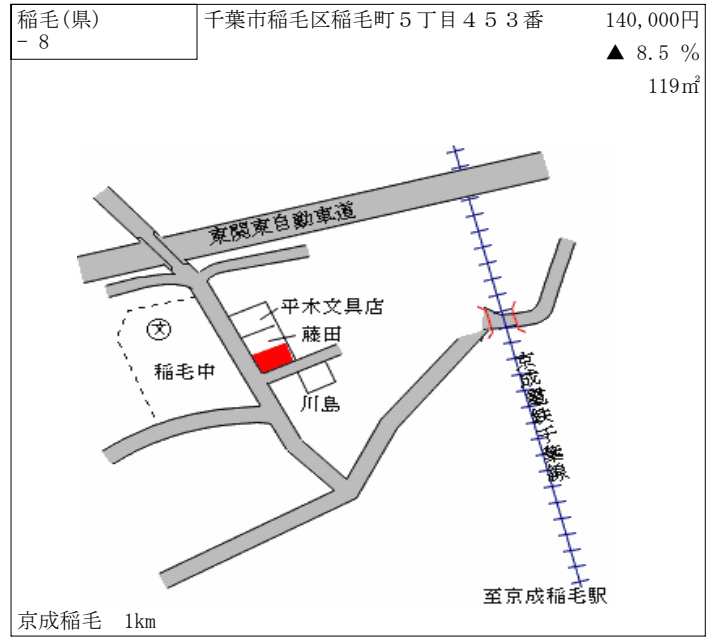 稲毛(県)
- 8
千葉市稲毛区稲毛町５丁目４５３番
140,000円
▲ 8.5 %
119㎡
東関東自動車道
平木文具店
藤田
文
稲毛中
川島
京成電鉄千葉線
至京成稲毛駅
京成稲毛 1km